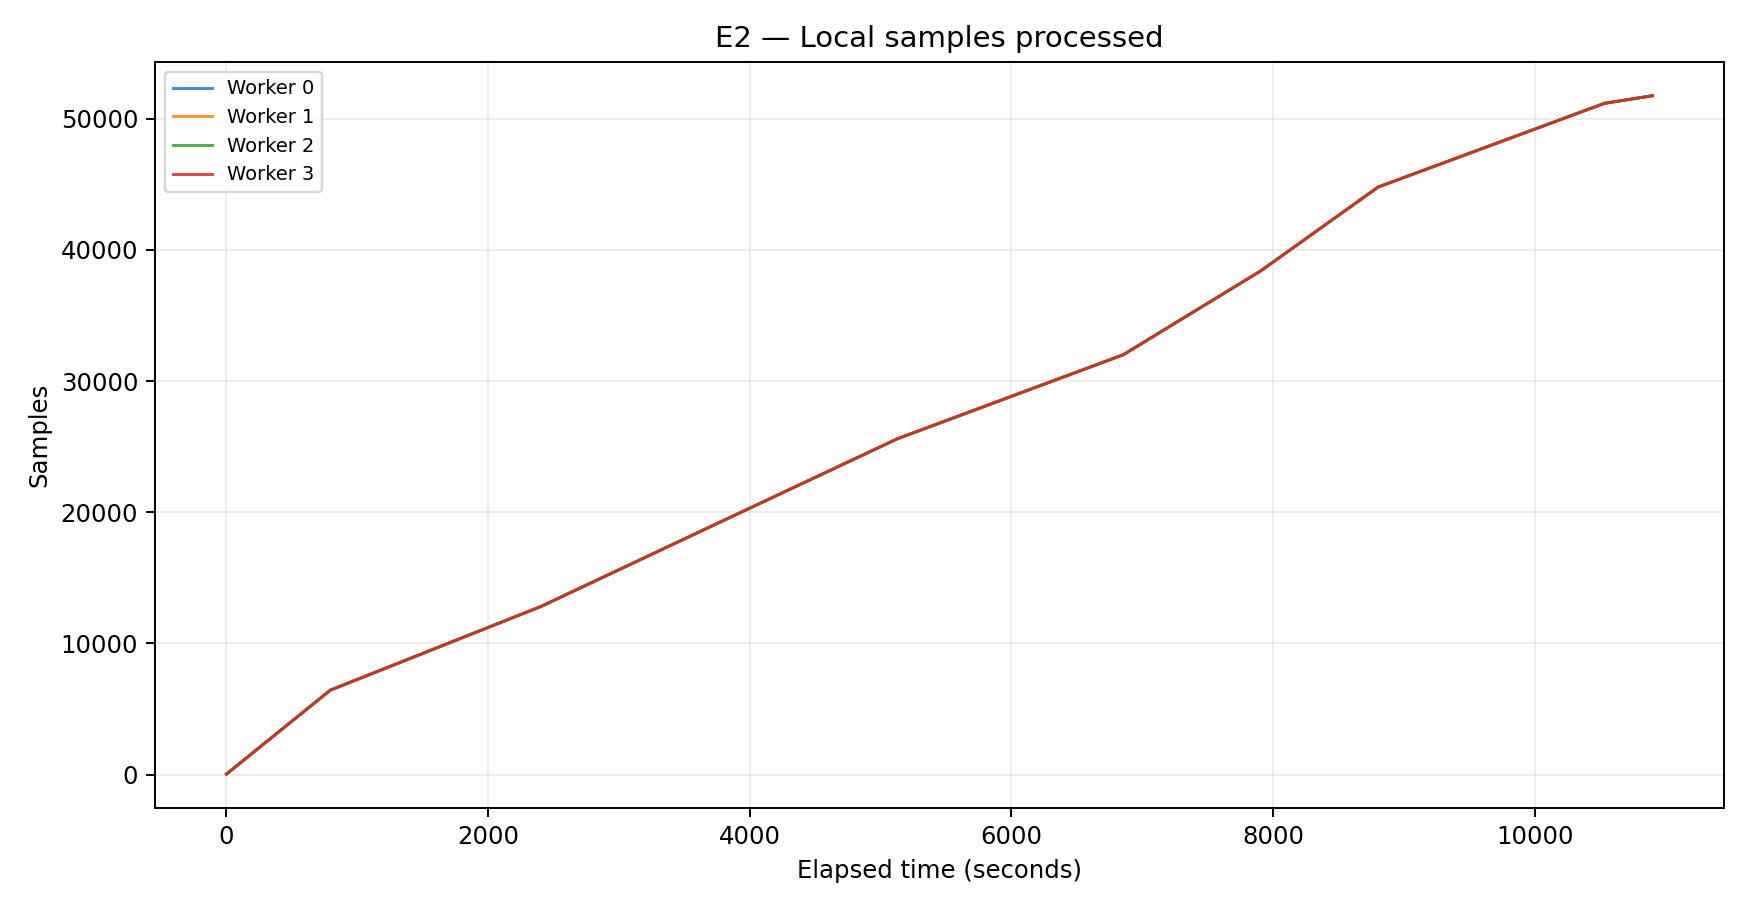 E2 — Local samples processed
Worker 0
Worker 1
Worker 2
Worker 3
50000
40000
30000
20000
10000
0
Samples
0 2000 4000 6000 8000 10000
Elapsed time (seconds)